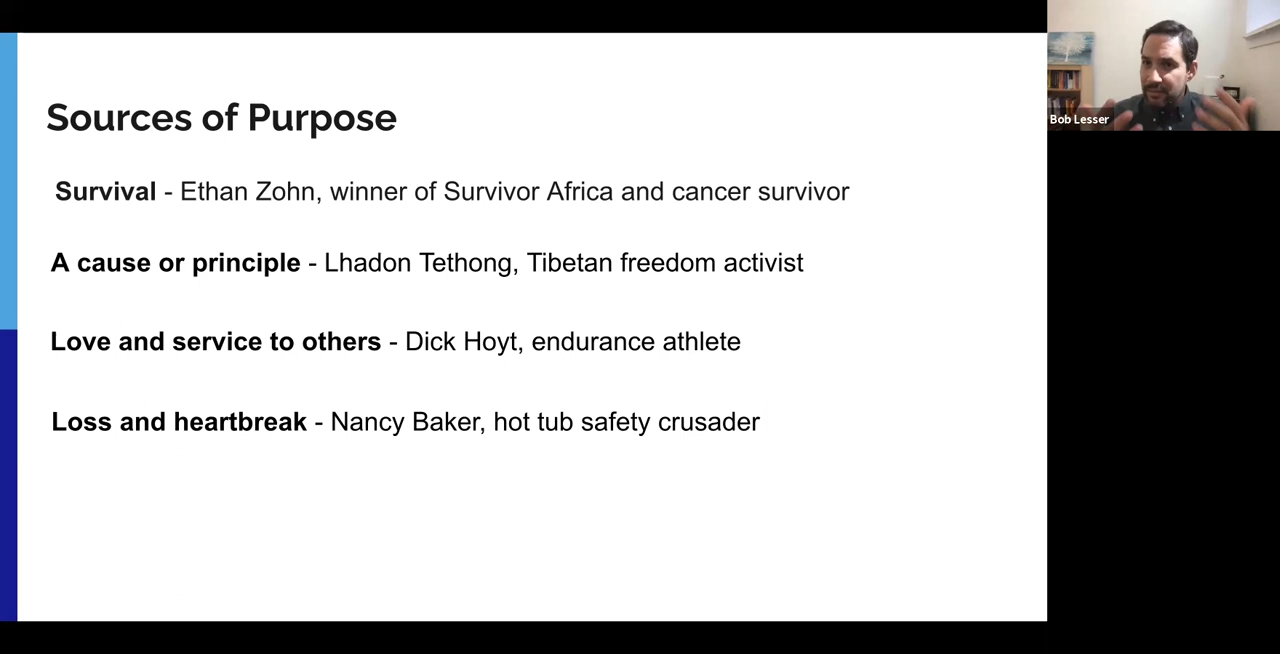 Sources of Purpose
Survival - Ethan Zohn, winner of Survivor Africa and cancer survivor
A cause or principle - Lhadon Tethong, Tibetan freedom activist
Love and service to others - Dick Hoyt, endurance athlete
Loss and heartbreak - Nancy Baker, hot tub safety crusader
Bob Lesser